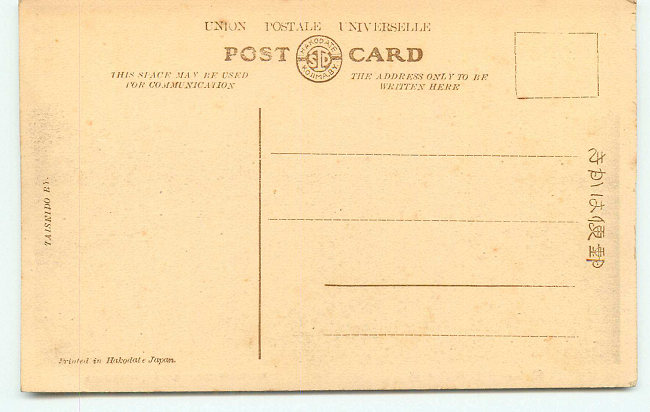 UNION POSTALE UNIVERSELLE
POST CARD
HAKODATE
THIS SPACE MAY BE USED
FOR COMMUNICATION
THE ADDRESS ONLY TO BE
WRITTEN HERE
きかは便郵
TAISEIDO BY.
Printed in Hakodate Japan.